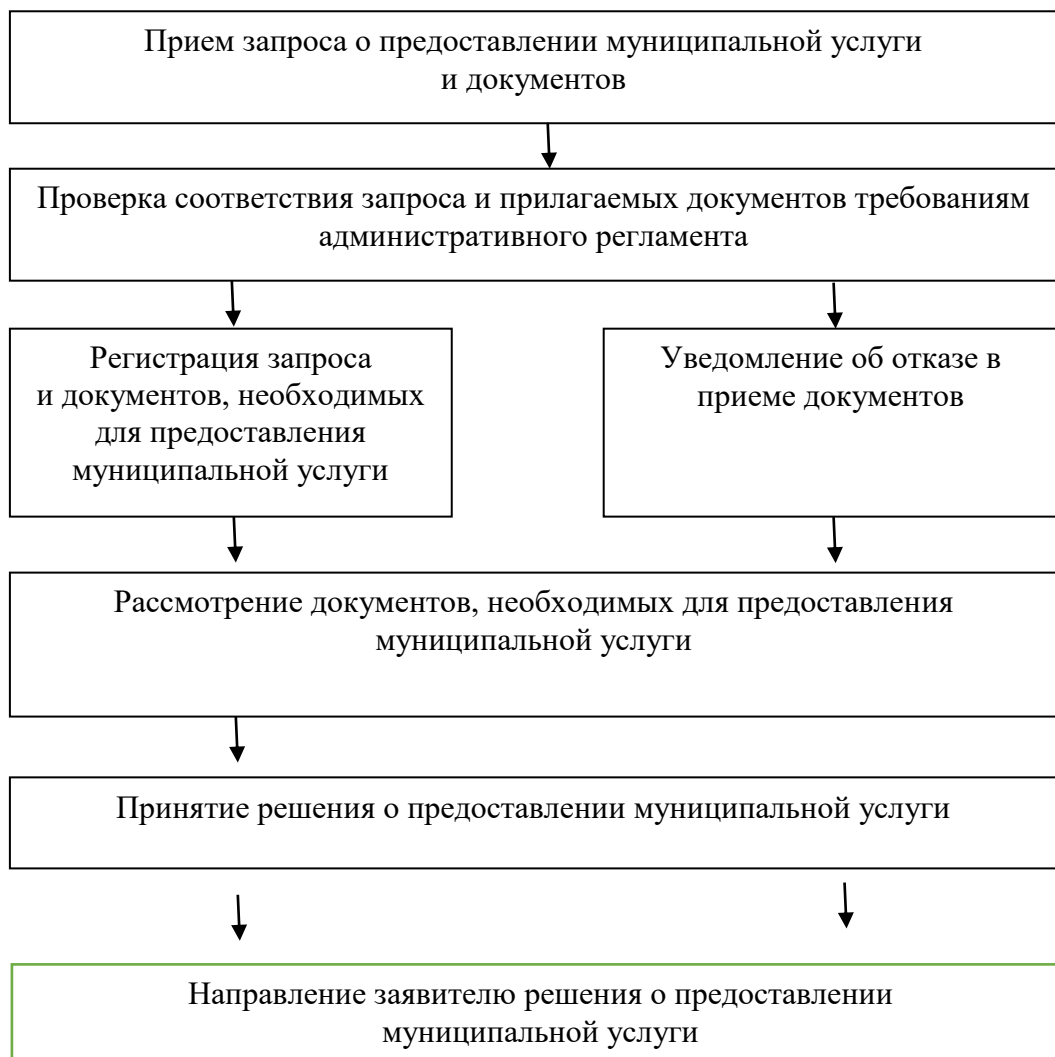 Прием запроса о предоставлении муниципальной услуги
и документов
Проверка соответствия запроса и прилагаемых документов требованиям
административного регламента
Регистрация запроса
и документов, необходимых
для предоставления
муниципальной услуги
Уведомление об отказе в
приеме документов
Рассмотрение документов, необходимых для предоставления
муниципальной услуги
Принятие решения о предоставлении муниципальной услуги
Направление заявителю решения о предоставлении
муниципальной услуги